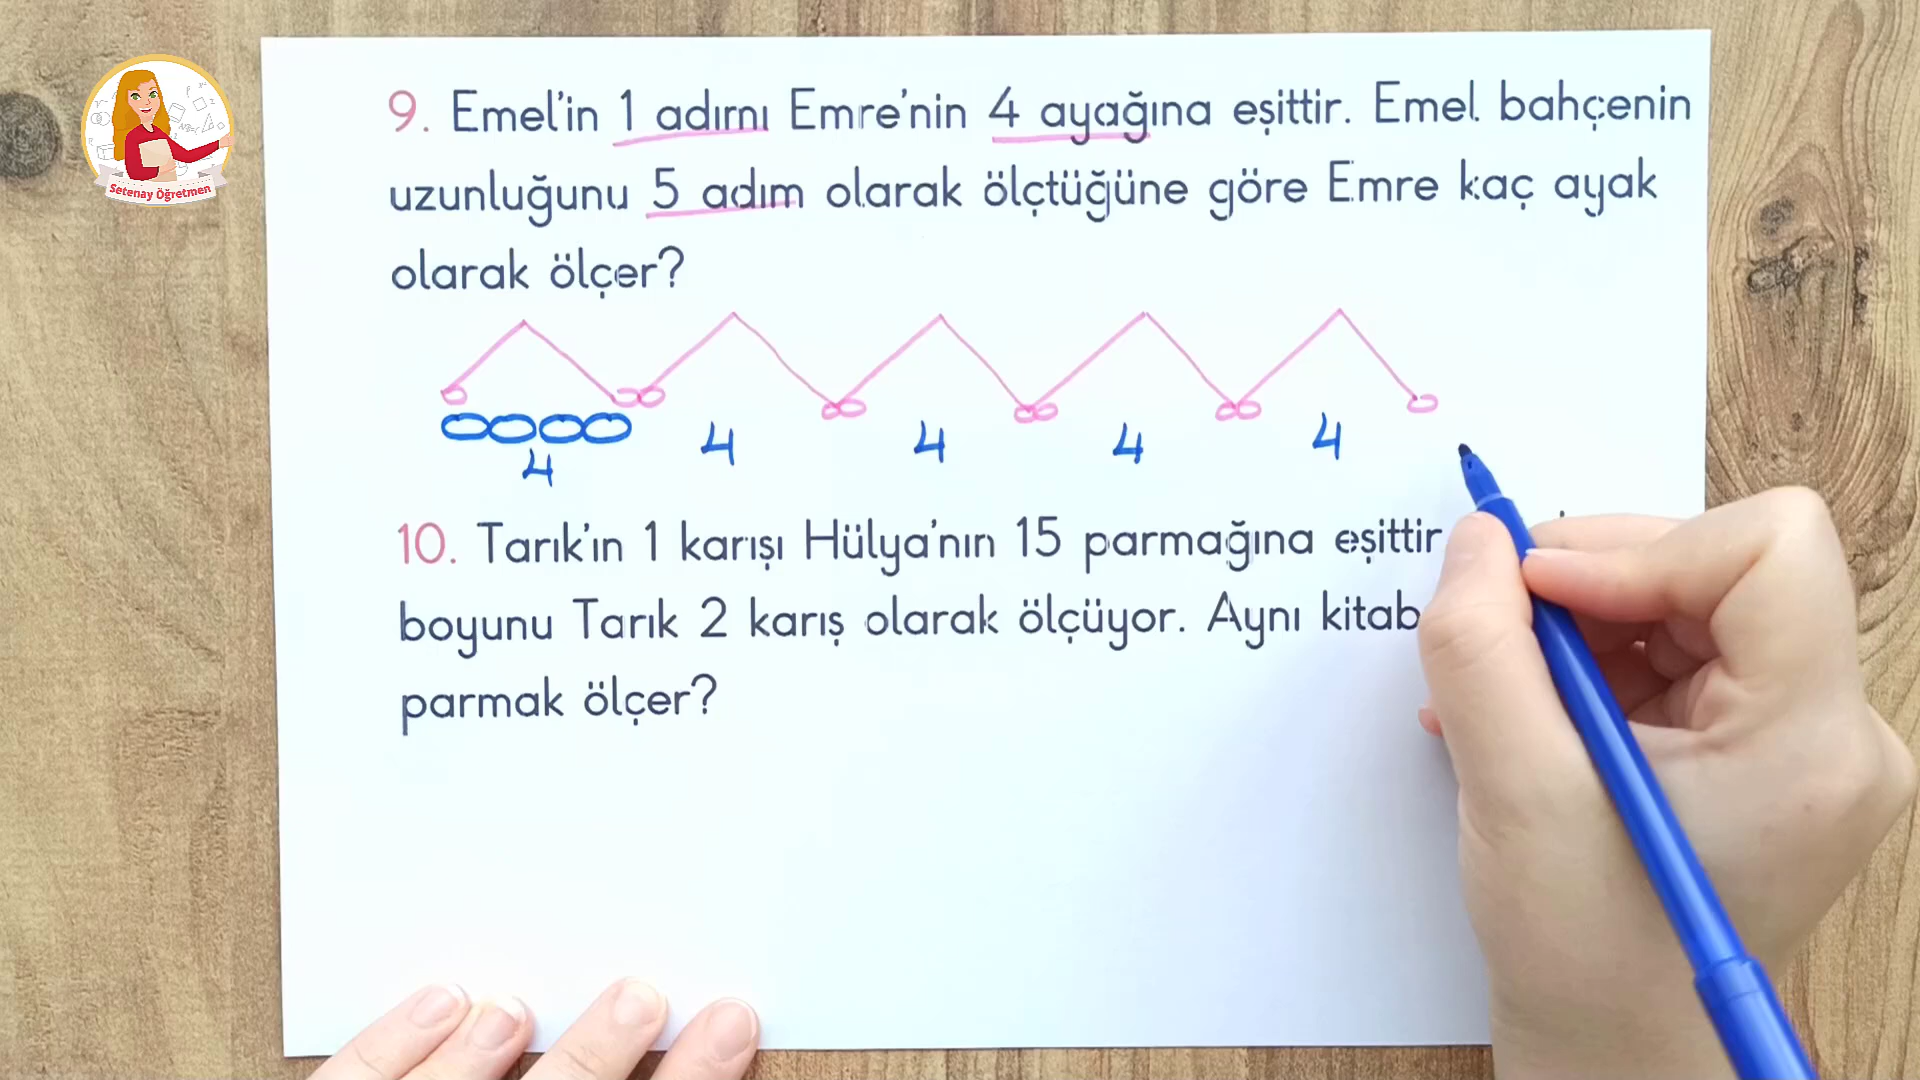 Setenay Öğretmen
9. Emel'in 1 adımı Emre'nin 4 ayağına eşittir. Emel bahçenin
uzunluğunu 5 adım olarak ölçtüğüne göre Emre kaç ayak
olarak ölçer?
4 4 4 4 4
10. Tarık'ın 1 karışı Hülya'nın 15 parmağına eşittir
boyunu Tarık 2 karış olarak ölçüyor. Aynı kitab
parmak ölçer?